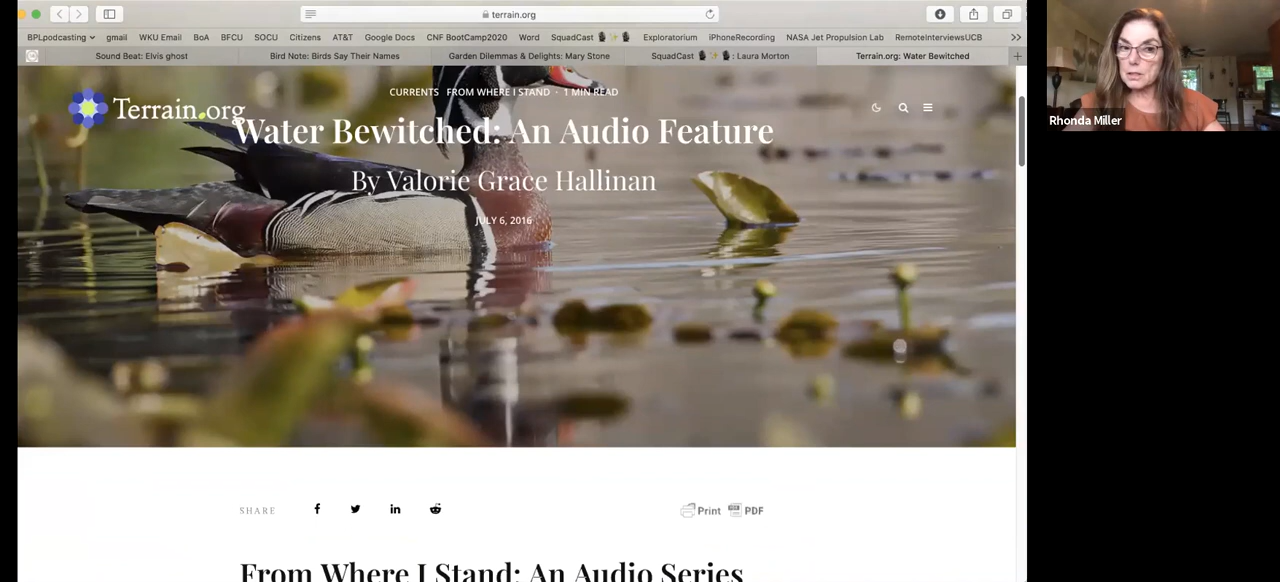 terrain.org
BPLpodcasting gmail WKU Email BoA BFCU SOCU Citizens AT&T Google Docs CNF BootCamp2020 Word SquadCast Exploratorium iPhoneRecording NASA Jet Propulsion Lab RemoteInterviewsUCB
Sound Beat: Elvis ghost Bird Note: Birds Say Their Names Garden Dilemmas & Delights: Mary Stone SquadCast : Laura Morton Terrain.org: Water Bewitched
CURRENTS FROM WHERE I STAND · 1 MIN READ
Terrain.org
Water Bewitched: An Audio Feature
By Valorie Grace Hallinan
JULY 6, 2016
SHARE
Print PDF
From Where I Stand: An Audio Series
Rhonda Miller